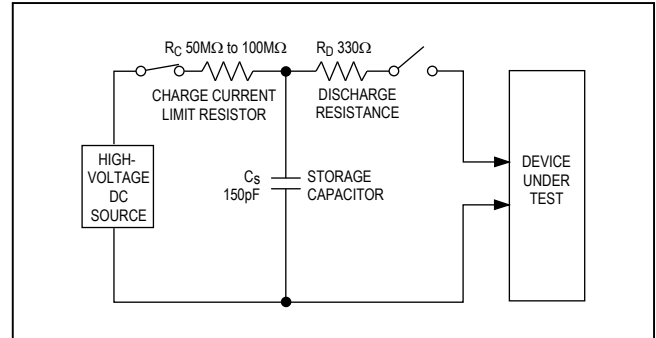 RC 50MΩ to 100MΩ
RD 330Ω
CHARGE CURRENT
LIMIT RESISTOR
DISCHARGE
RESISTANCE
HIGH-
VOLTAGE
DC
SOURCE
CS
150pF
STORAGE
CAPACITOR
DEVICE
UNDER
TEST